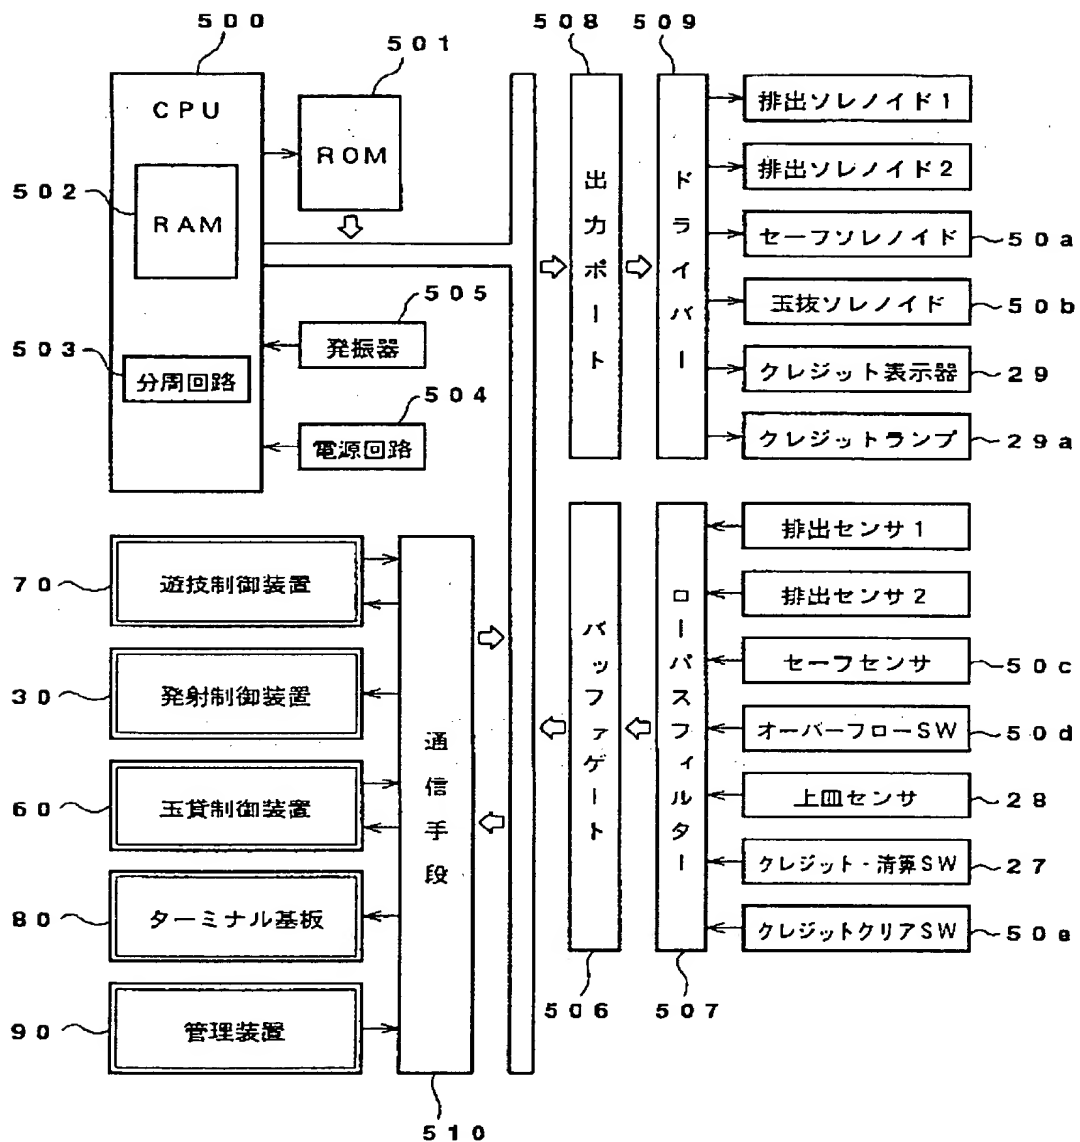 ５００
５０１
ＣＰＵ
ＲＯＭ
５０２
ＲＡＭ
５０５
発振器
５０３
分周回路
５０４
電源回路
５０８
出力ポート
５０９
ドライバー
排出ソレノイド１
排出ソレノイド２
セーフソレノイド
５０ａ
玉抜ソレノイド
５０ｂ
クレジット表示器
２９
クレジットランプ
２９ａ
７０
遊技制御装置
３０
発射制御装置
６０
玉貸制御装置
８０
ターミナル基板
９０
管理装置
通信手段
５１０
バッファゲート
５０６
ローパスフィルター
５０７
排出センサ１
排出センサ２
セーフセンサ
５０ｃ
オーバーフローＳＷ
５０ｄ
上皿センサ
２８
クレジット・清算ＳＷ
２７
クレジットクリアＳＷ
５０ｅ